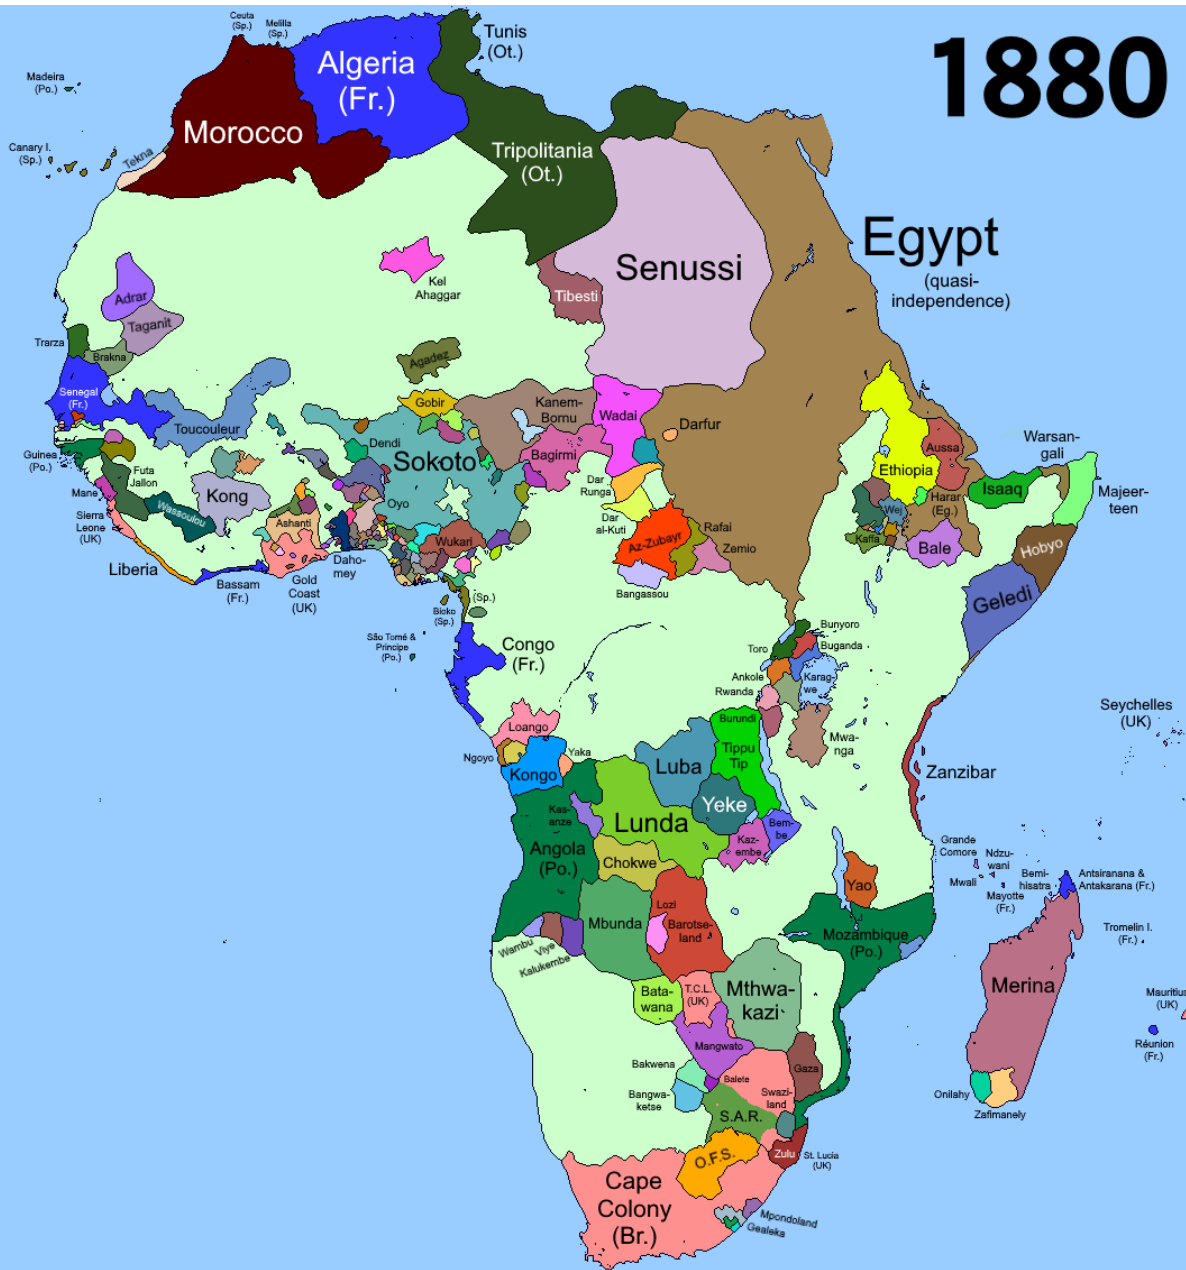 1880
Ceuta
(Sp.)
Melilla
(Sp.)
Tunis
(Ot.)
Algeria
(Fr.)
Madeira
(Po.)
Morocco
Canary I.
(Sp.)
Tekna
Tripolitania
(Ot.)
Egypt
(quasi-
independence)
Senussi
Kel
Ahaggar
Tibesti
Adrar
Taganit
Trarza
Brakna
Agadez
Senegal
(Fr.)
Toucouleur
Gobir
Kanem-
Bornu
Wadai
Darfur
Dendi
Sokoto
Bagirmi
Ethiopia
Aussa
Warsan-
gali
Guinea
(Po.)
Futa
Jallon
Mane
Kong
Wassoulou
Oyo
Dar
Runga
Dar
al-Kuti
Harar
(Eg.)
Isaaq
Majeer-
teen
Wej
Kaffa
Bale
Hobyo
Geledi
Sierra
Leone
(UK)
Ashanti
Wukari
Az-Zubayr
Rafai
Zemio
Bangassou
Liberia
Bassam
(Fr.)
Gold
Coast
(UK)
Daho-
mey
Bioko
(Sp.)
(Sp.)
São Tomé &
Principe
(Po.)
Congo
(Fr.)
Bunyoro
Toro
Buganda
Ankole
Karag-
we
Rwanda
Burundi
Mwa-
nga
Loango
Ngoyo
Yaka
Kongo
Luba
Tippu
Tip
Yeke
Zanzibar
Seychelles
(UK)
Kas-
anze
Lunda
Kaz-
embe
Bem-
be
Angola
(Po.)
Chokwe
Grande
Comore
Ndzu-
wani
Mwali
Mayotte
(Fr.)
Bemi-
hisatra
Antsiranana &
Antakarana (Fr.)
Yao
Lozi
Barotse-
land
Mbunda
Mozambique
(Po.)
Tromelin I.
(Fr.)
Wambu
Viye
Kalukembe
Bata-
wana
T.C.L.
(UK)
Mthwa-
kazi
Merina
Mauritius
(UK)
Réunion
(Fr.)
Mangwato
Bakwena
Balete
Gaza
Bangwa-
ketse
Swazi-
land
S.A.R.
Onilahy
Zafimanely
O.F.S.
Zulu
St. Lucia
(UK)
Cape
Colony
(Br.)
Mpondoland
Gealeka